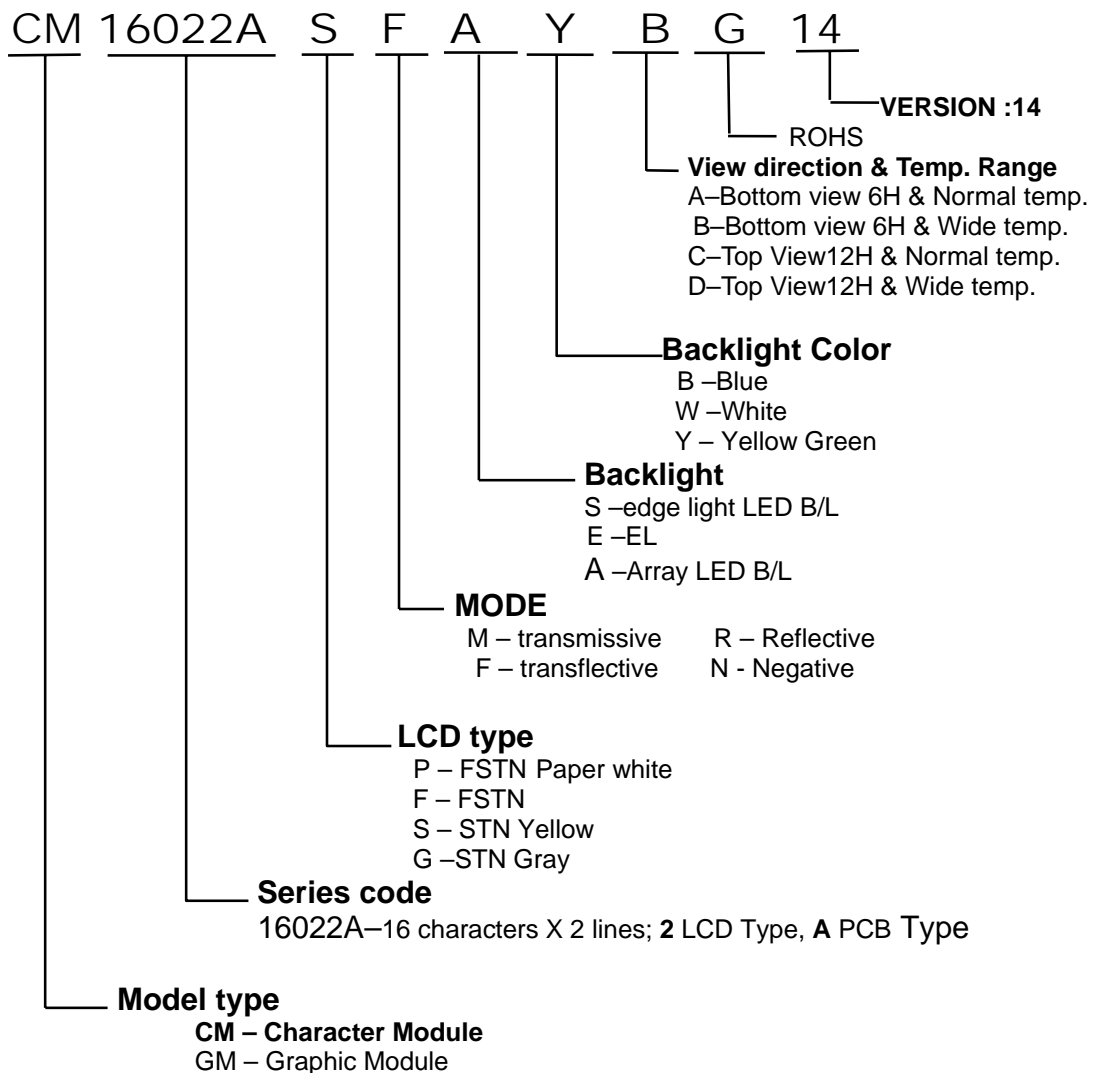 CM 16022A S F A Y B G 14
VERSION :14
ROHS
View direction & Temp. Range
A–Bottom view 6H & Normal temp.
B–Bottom view 6H & Wide temp.
C–Top View12H & Normal temp.
D–Top View12H & Wide temp.
Backlight Color
B –Blue
W –White
Y – Yellow Green
Backlight
S –edge light LED B/L
E –EL
A –Array LED B/L
MODE
M – transmissive R – Reflective
F – transflective N - Negative
LCD type
P – FSTN Paper white
F – FSTN
S – STN Yellow
G –STN Gray
Series code
16022A–16 characters X 2 lines; 2 LCD Type, A PCB Type
Model type
CM – Character Module
GM – Graphic Module